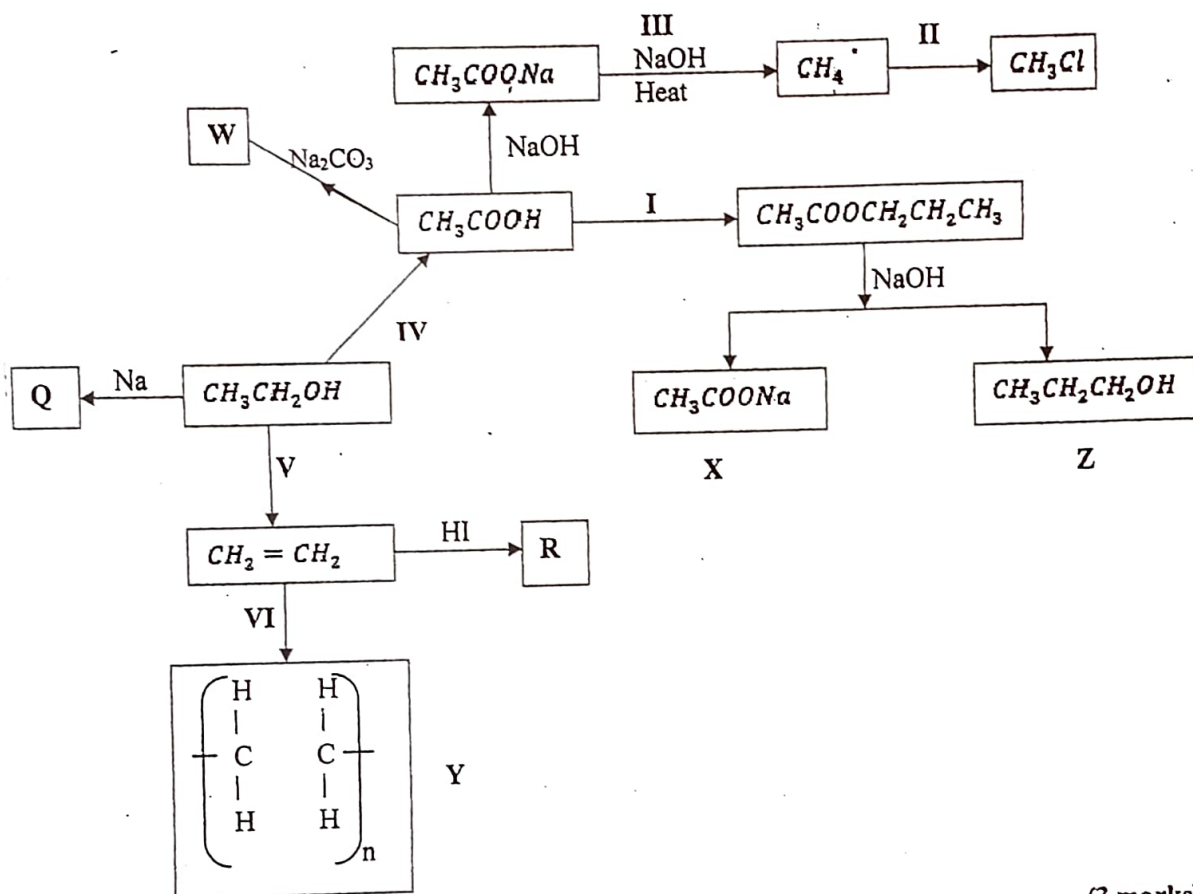 III
II
CH₃COONa
NaOH
Heat
CH₄
CH₃Cl
W
Na₂CO₃
NaOH
CH₃COOH
I
CH₃COOCH₂CH₂CH₃
NaOH
IV
Q
Na
CH₃CH₂OH
CH₃COONa
CH₃CH₂CH₂OH
X
Z
V
CH₂ = CH₂
HI
R
VI
H H
C C
H H
n
Y